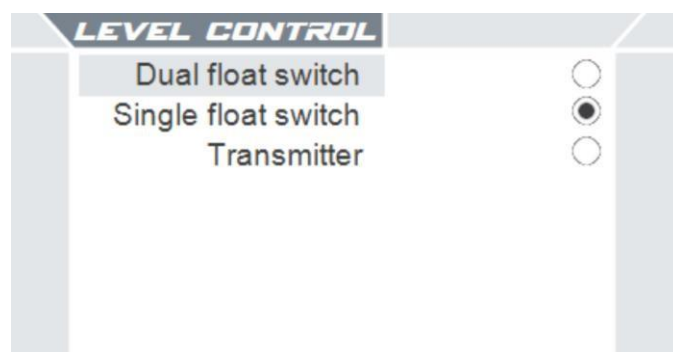 LEVEL CONTROL
Dual float switch
Single float switch
Transmitter